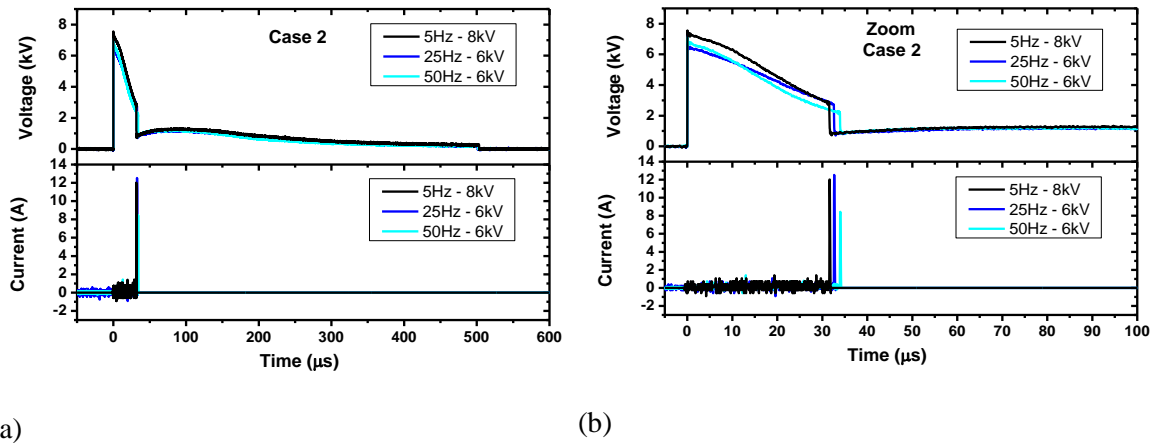 Case 2
5Hz - 8kV
25Hz - 6kV
50Hz - 6kV
Voltage (kV)
8
6
4
2
0
5Hz - 8kV
25Hz - 6kV
50Hz - 6kV
Current (A)
14
12
10
8
6
4
2
0
-2
0 100 200 300 400 500 600
Time (μs)
a)
Zoom
Case 2
5Hz - 8kV
25Hz - 6kV
50Hz - 6kV
Voltage (kV)
8
6
4
2
0
5Hz - 8kV
25Hz - 6kV
50Hz - 6kV
Current (A)
14
12
10
8
6
4
2
0
-2
0 10 20 30 40 50 60 70 80 90 100
Time (μs)
(b)